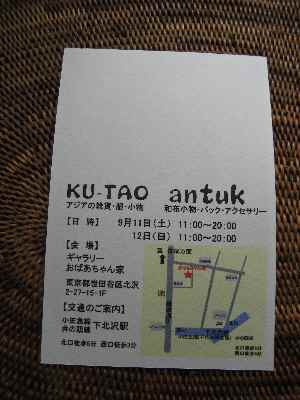 KU-TAO antuk
アジアの雑貨・服・小物 和布小物・バック・アクセサリー
【日 時】 9月11日(土) 11:00~20:00
12日(日) 11:00~20:00
【会 場】
ギャラリー
おばあちゃん家
東京都世田谷区北沢
2-27-15-1F
【交通のご案内】
小田急線
井の頭線 下北沢駅
北口徒歩6分 西口徒歩3分